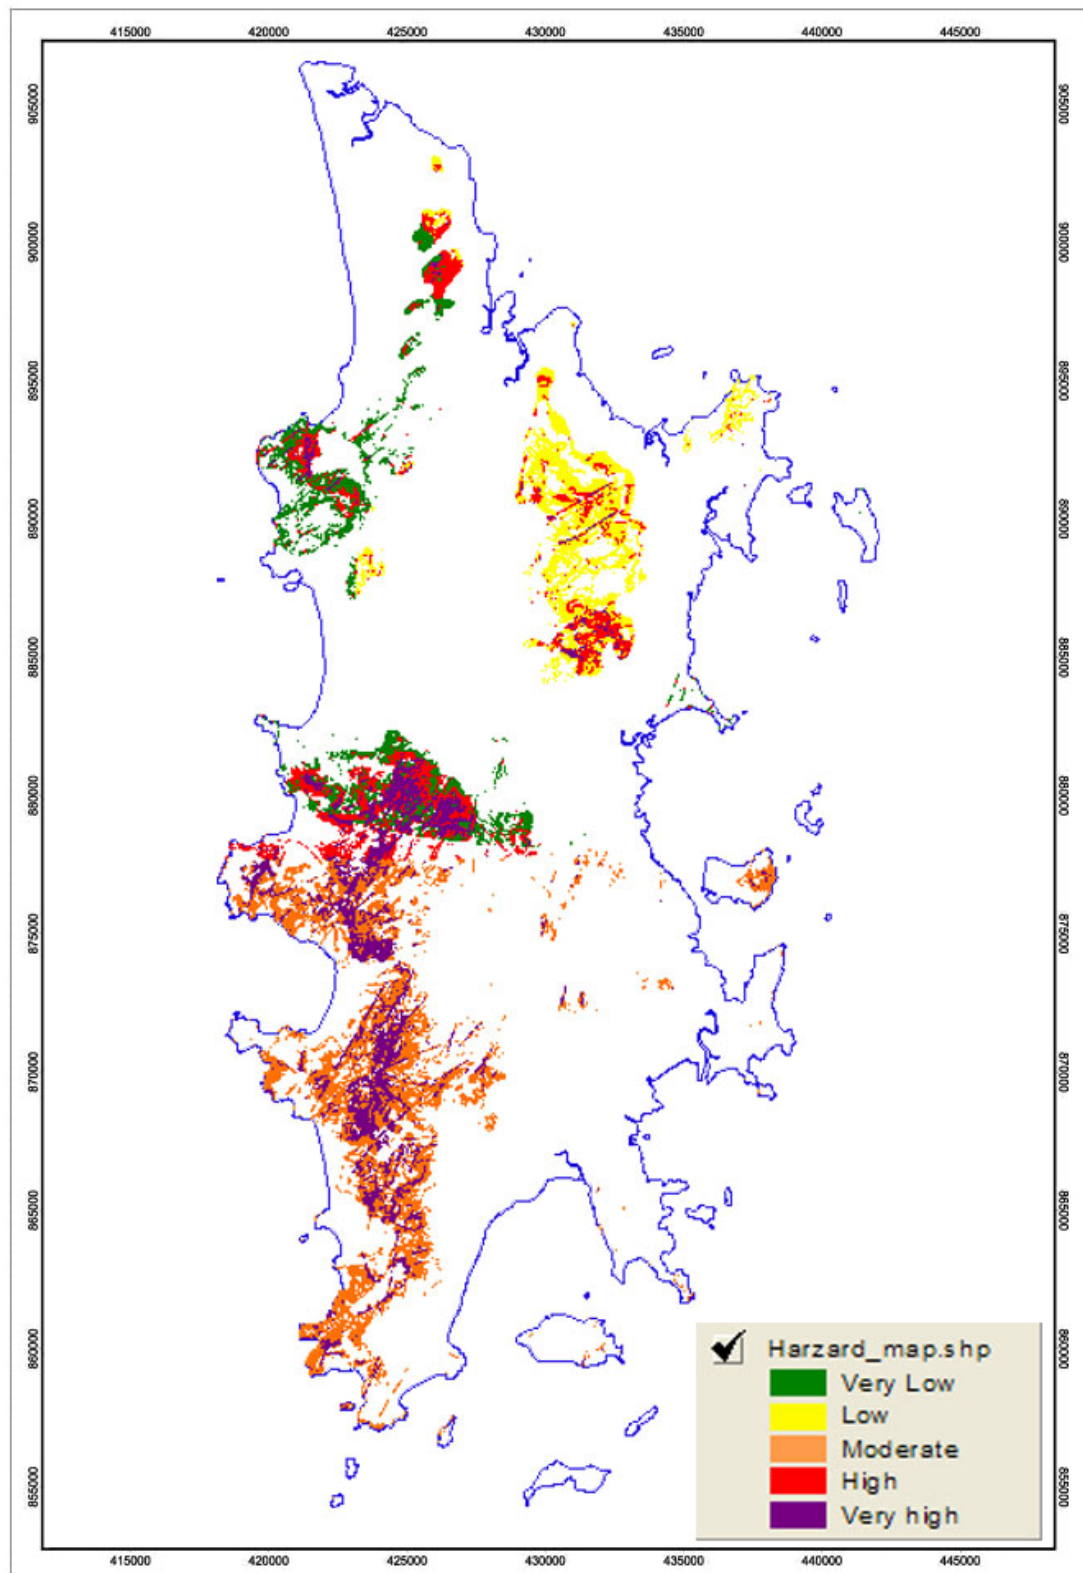 415000 420000 425000 430000 435000 440000 445000
905000 905000
900000 900000
895000 895000
890000 890000
885000 885000
880000 880000
875000 875000
870000 870000
865000 865000
860000 860000
855000 855000
Harzard_map.shp
Very Low
Low
Moderate
High
Very high
415000 420000 425000 430000 435000 440000 445000